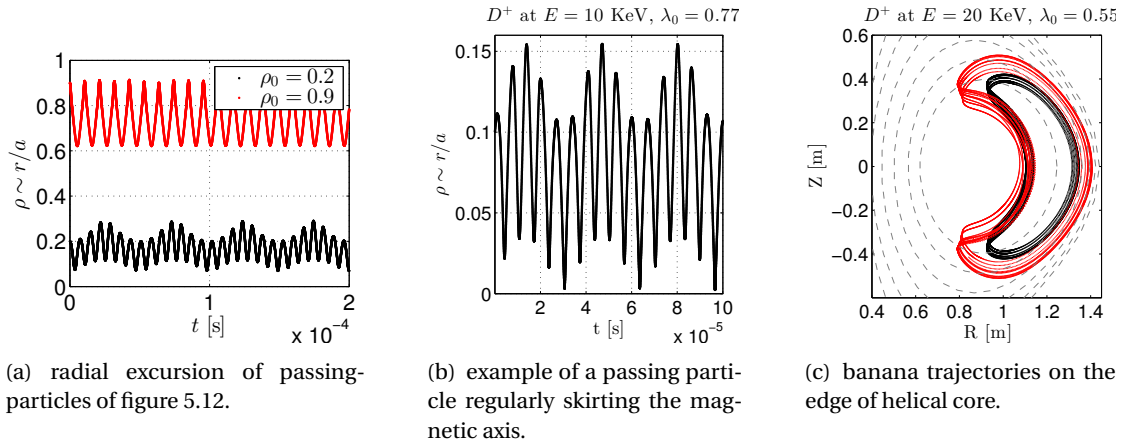 1
0.8
0.6
0.4
0.2
0
ρ ∼ r/a
ρ₀ = 0.2
ρ₀ = 0.9
0 1 2
t [s]
x 10⁻⁴
(a) radial excursion of passing-
particles of figure 5.12.
D⁺ at E = 10 KeV, λ₀ = 0.77
0.15
0.1
0.05
0
ρ ∼ r/a
2 4 6 8 10
t [s]
x 10⁻⁵
(b) example of a passing parti-
cle regularly skirting the mag-
netic axis.
D⁺ at E = 20 KeV, λ₀ = 0.55
0.6
0.4
0.2
0
−0.2
−0.4
Z [m]
0.4 0.6 0.8 1 1.2 1.4
R [m]
(c) banana trajectories on the
edge of helical core.